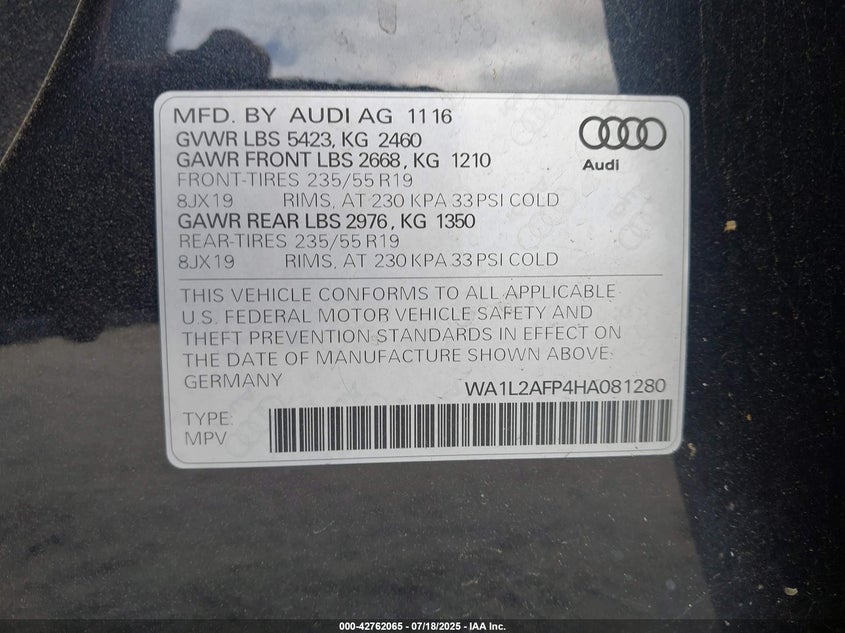 MFD. BY AUDI AG 11 16
GVWR LBS 5423, KG 2460
GAWR FRONT LBS 2668, KG 1210
FRONT-TIRES 235/55 R19
8JX19 RIMS, AT 230 KPA 33 PSI COLD
GAWR REAR LBS 2976, KG 1350
REAR-TIRES 235/55 R19
8JX19 RIMS, AT 230 KPA 33 PSI COLD
Audi
THIS VEHICLE CONFORMS TO ALL APPLICABLE
U.S. FEDERAL MOTOR VEHICLE SAFETY AND
THEFT PREVENTION STANDARDS IN EFFECT ON
THE DATE OF MANUFACTURE SHOWN ABOVE:
GERMANY
WA1L2AFP4HA081280
TYPE:
MPV
000-42762065 - 07/18/2025 - IAA Inc.